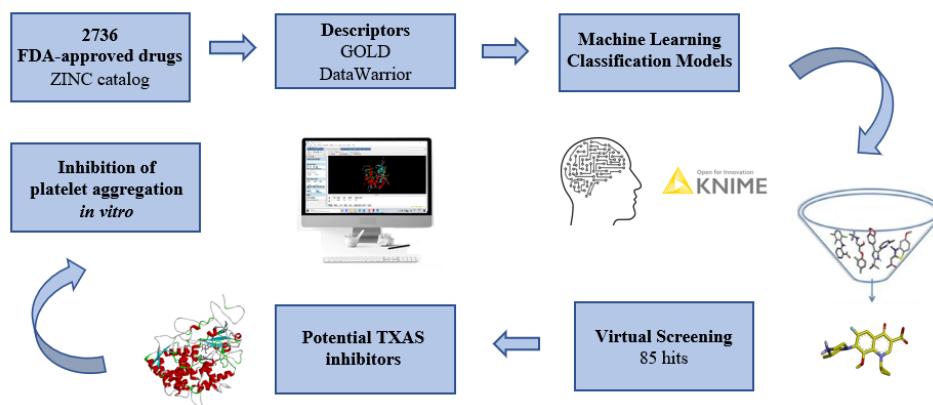 2736
FDA-approved drugs
ZINC catalog
Descriptors
GOLD
DataWarrior
Machine Learning
Classification Models
Inhibition of
platelet aggregation
in vitro
Open for Innovation
KNIME
Potential TXAS
inhibitors
Virtual Screening
85 hits